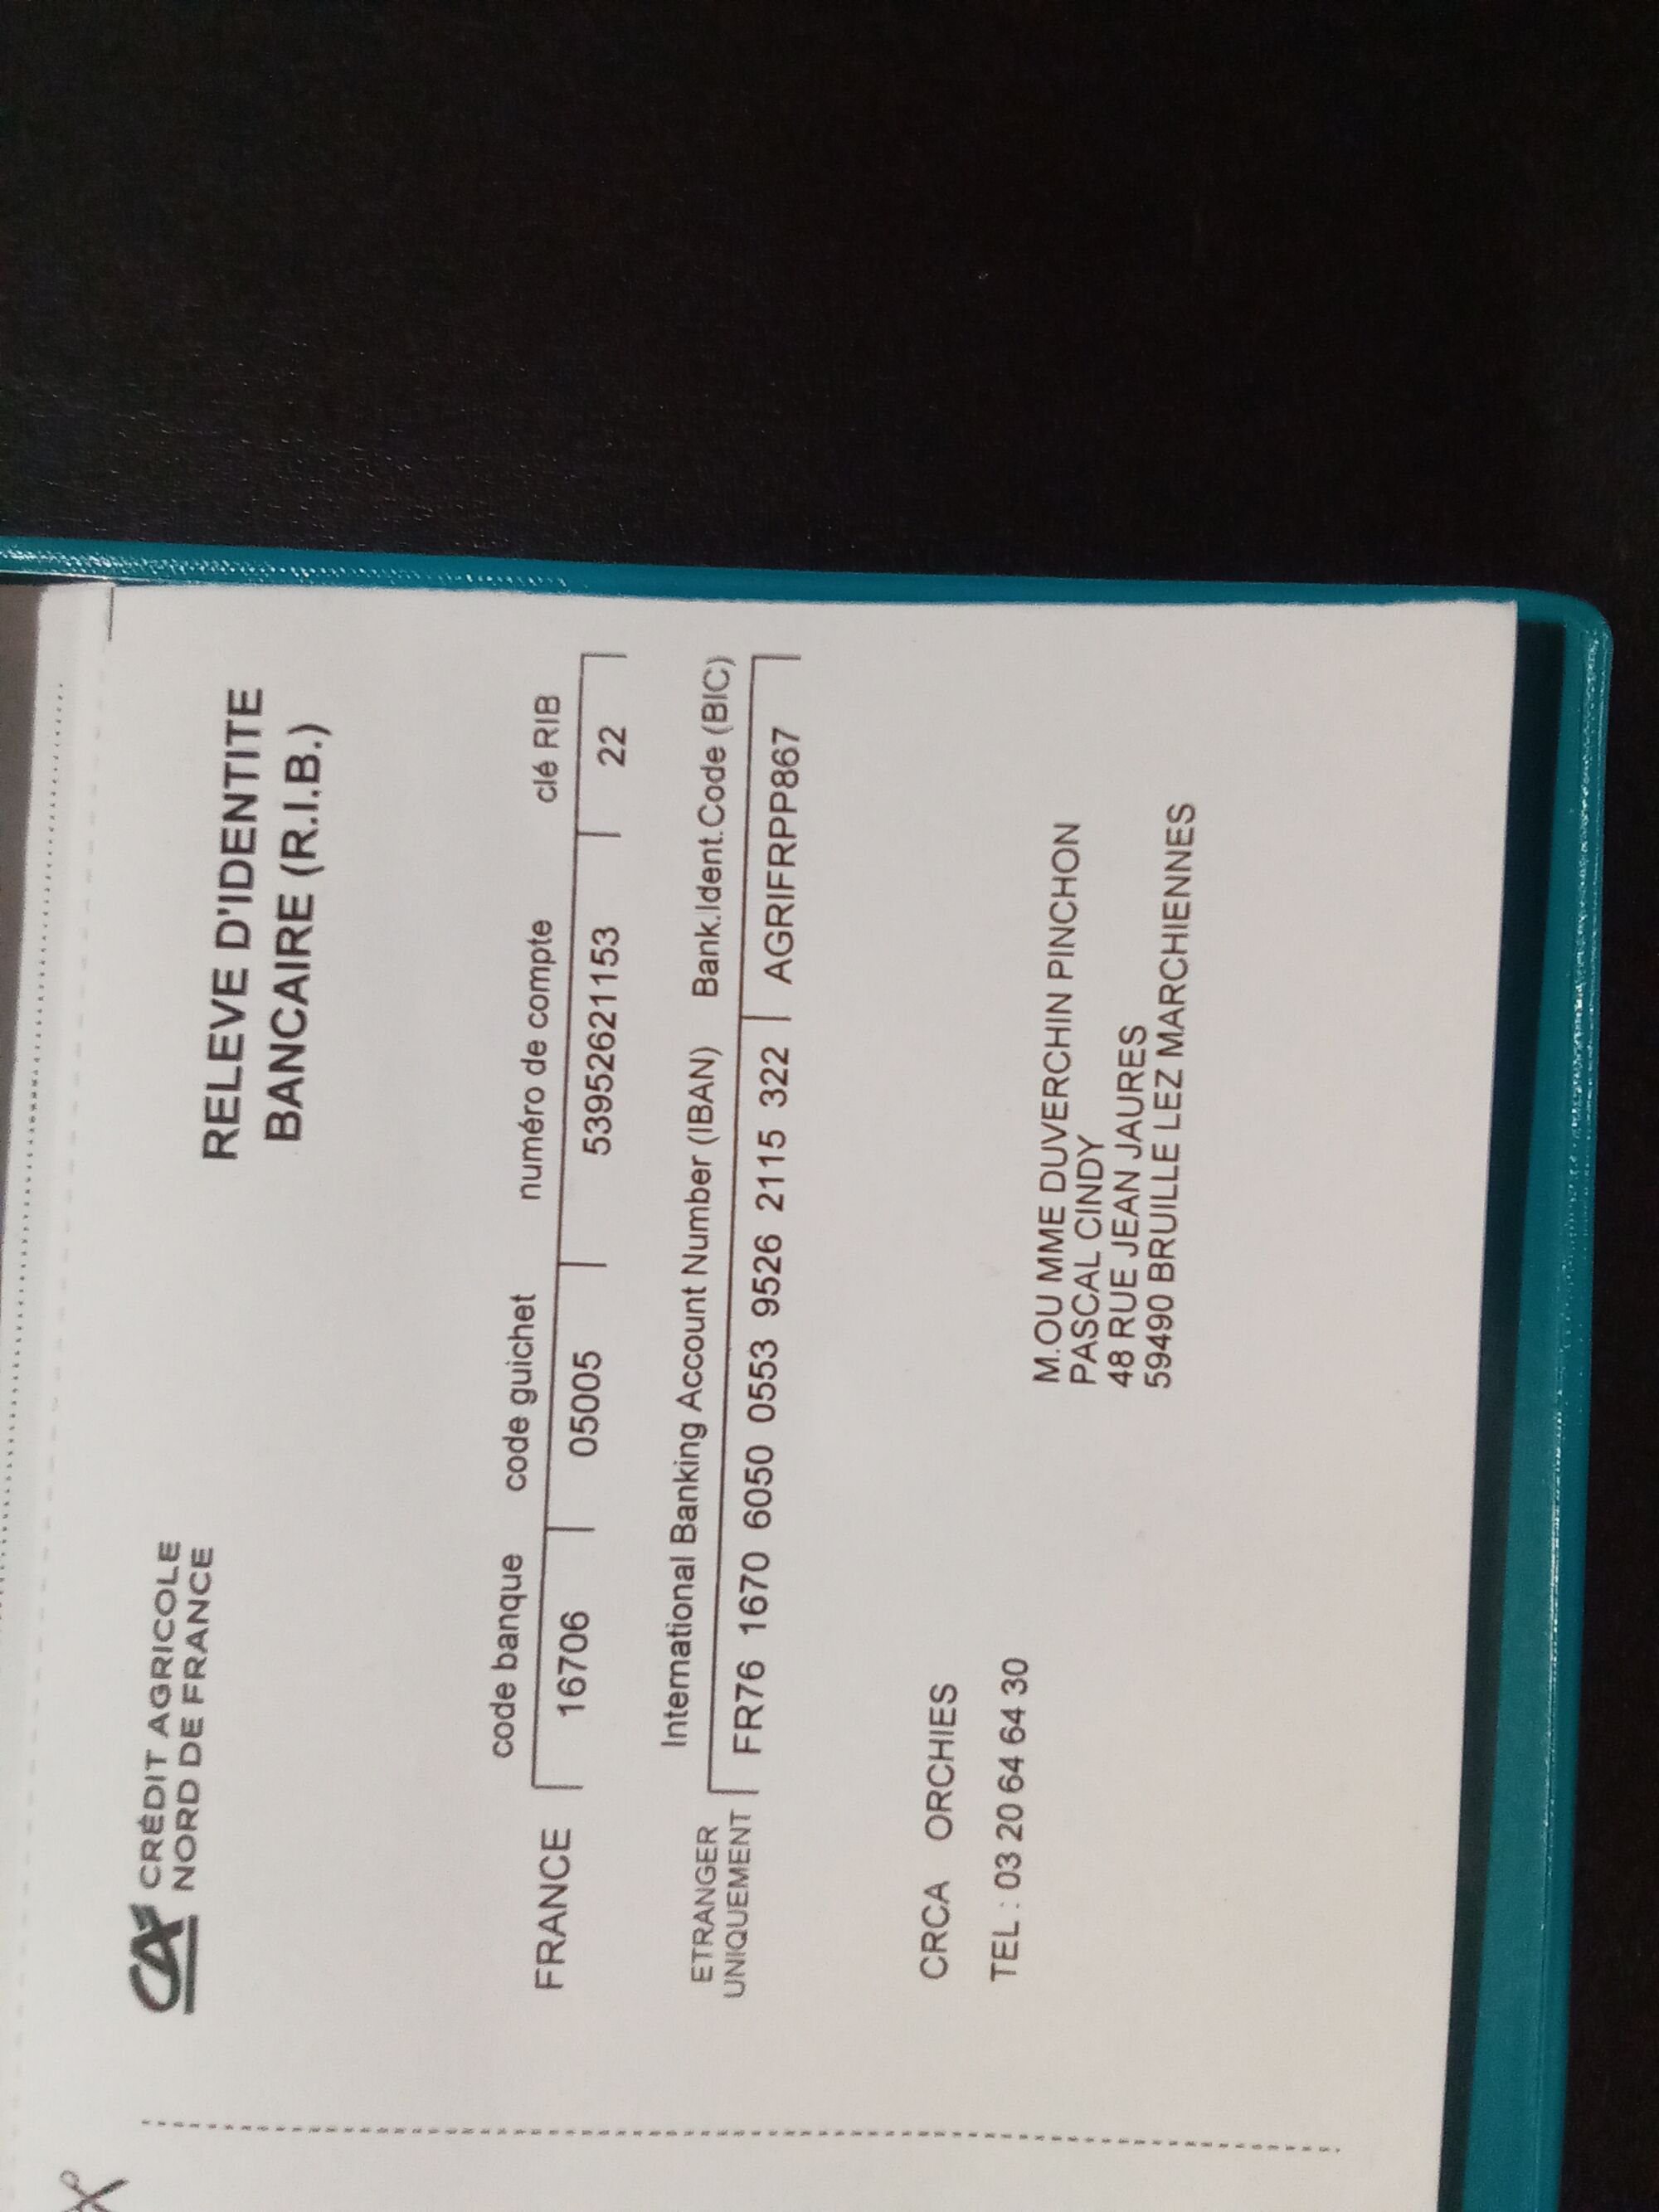 CA CRÉDIT AGRICOLE
NORD DE FRANCE
RELEVE D'IDENTITE
BANCAIRE (R.I.B.)
code banque code guichet numéro de compte clé RIB
FRANCE 16706 05005 53952621153 22
International Banking Account Number (IBAN) Bank.Ident.Code (BIC)
ETRANGER
UNIQUEMENT FR76 1670 6050 0553 9526 2115 322 AGRIFRPP867
CRCA ORCHIES
TEL : 03 20 64 64 30
M.OU MME DUVERCHIN PINCHON
PASCAL CINDY
48 RUE JEAN JAURES
59490 BRUILLE LEZ MARCHIENNES